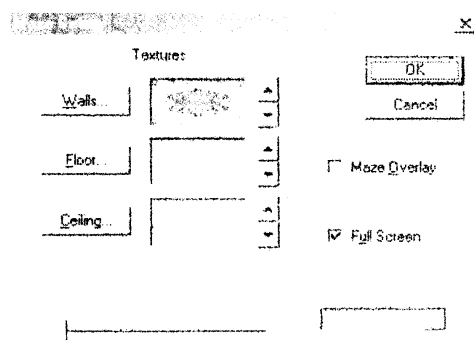 Textures
OK
Walls...
Cancel
Floor...
Maze Overlay
Ceiling...
Full Screen